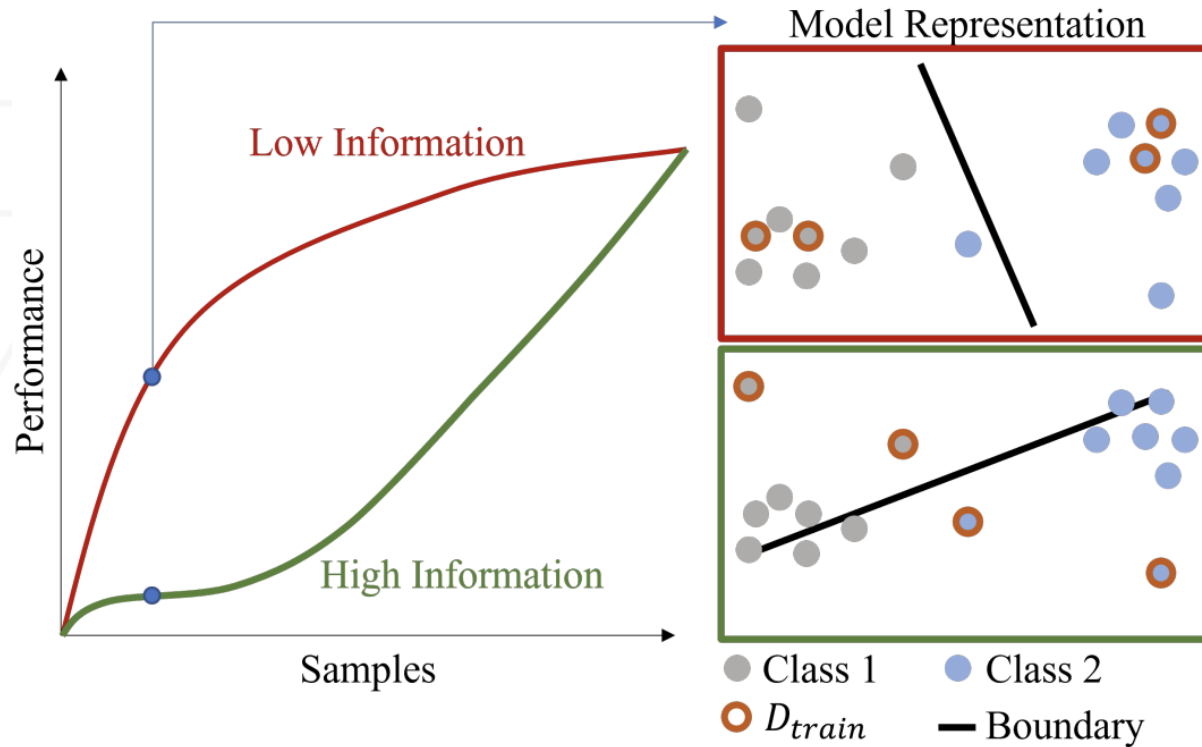 Model Representation
Low Information
Performance
High Information
Samples
Class 1
Class 2
D_train
Boundary